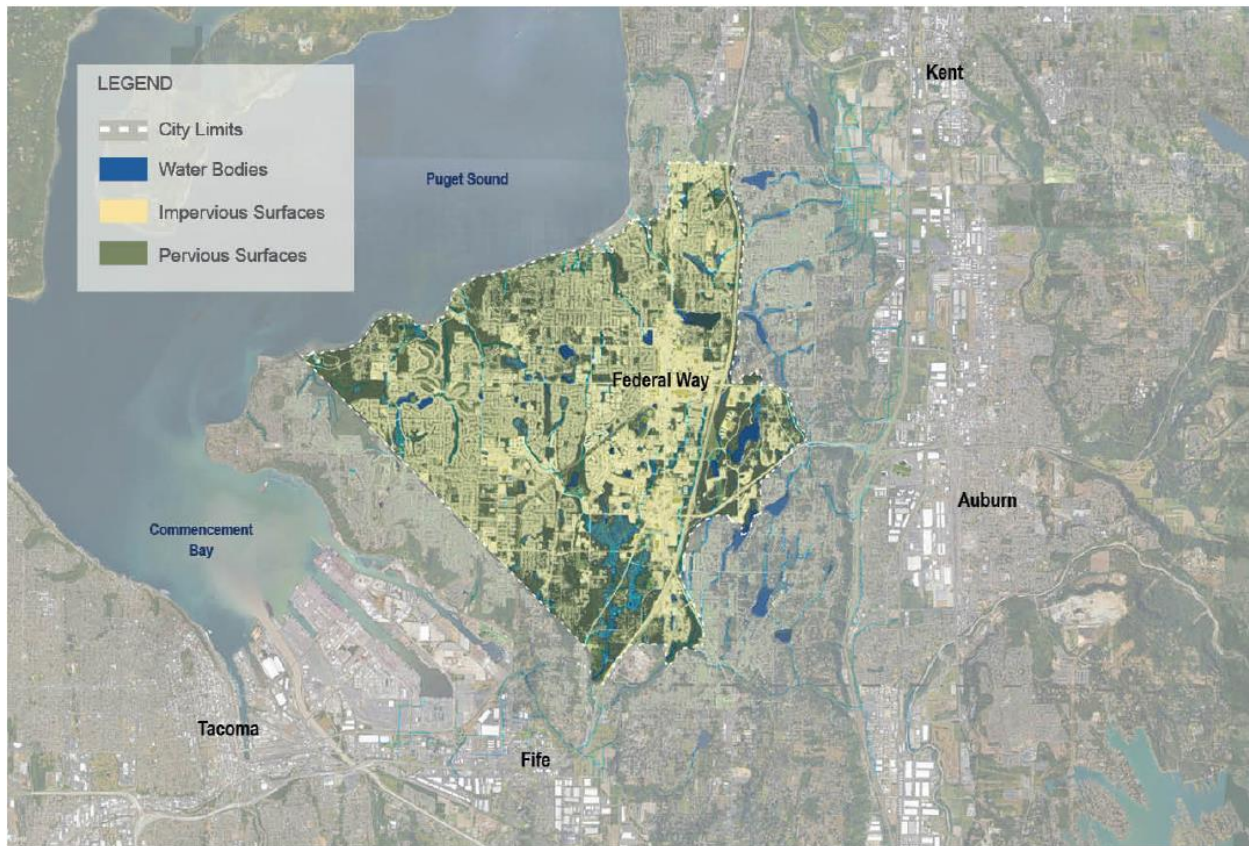 LEGEND
City Limits
Water Bodies
Impervious Surfaces
Pervious Surfaces
Puget Sound
Kent
Federal Way
Auburn
Commencement
Bay
Tacoma
Fife